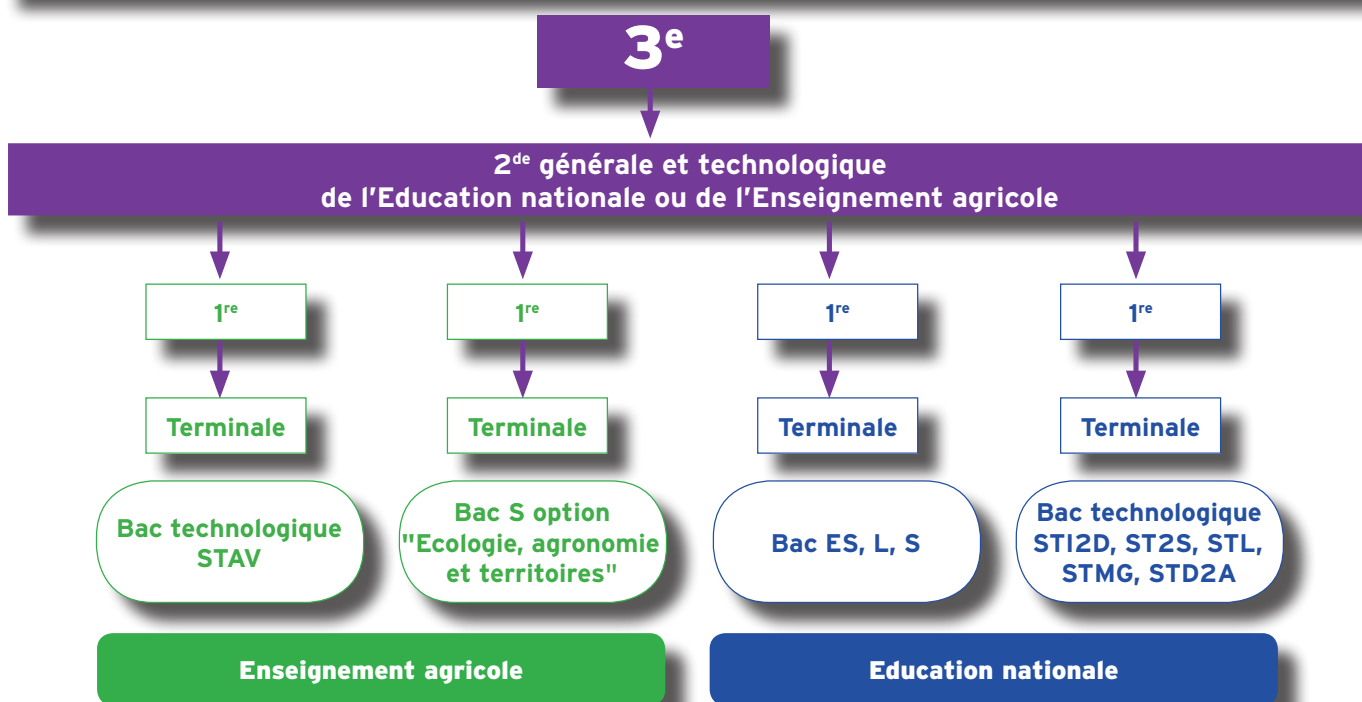 3e
2de générale et technologique
de l'Education nationale ou de l'Enseignement agricole
1re
1re
1re
1re
Terminale
Terminale
Terminale
Terminale
Bac technologique
STAV
Bac S option
"Ecologie, agronomie
et territoires"
Bac ES, L, S
Bac technologique
STI2D, ST2S, STL,
STMG, STD2A
Enseignement agricole
Education nationale